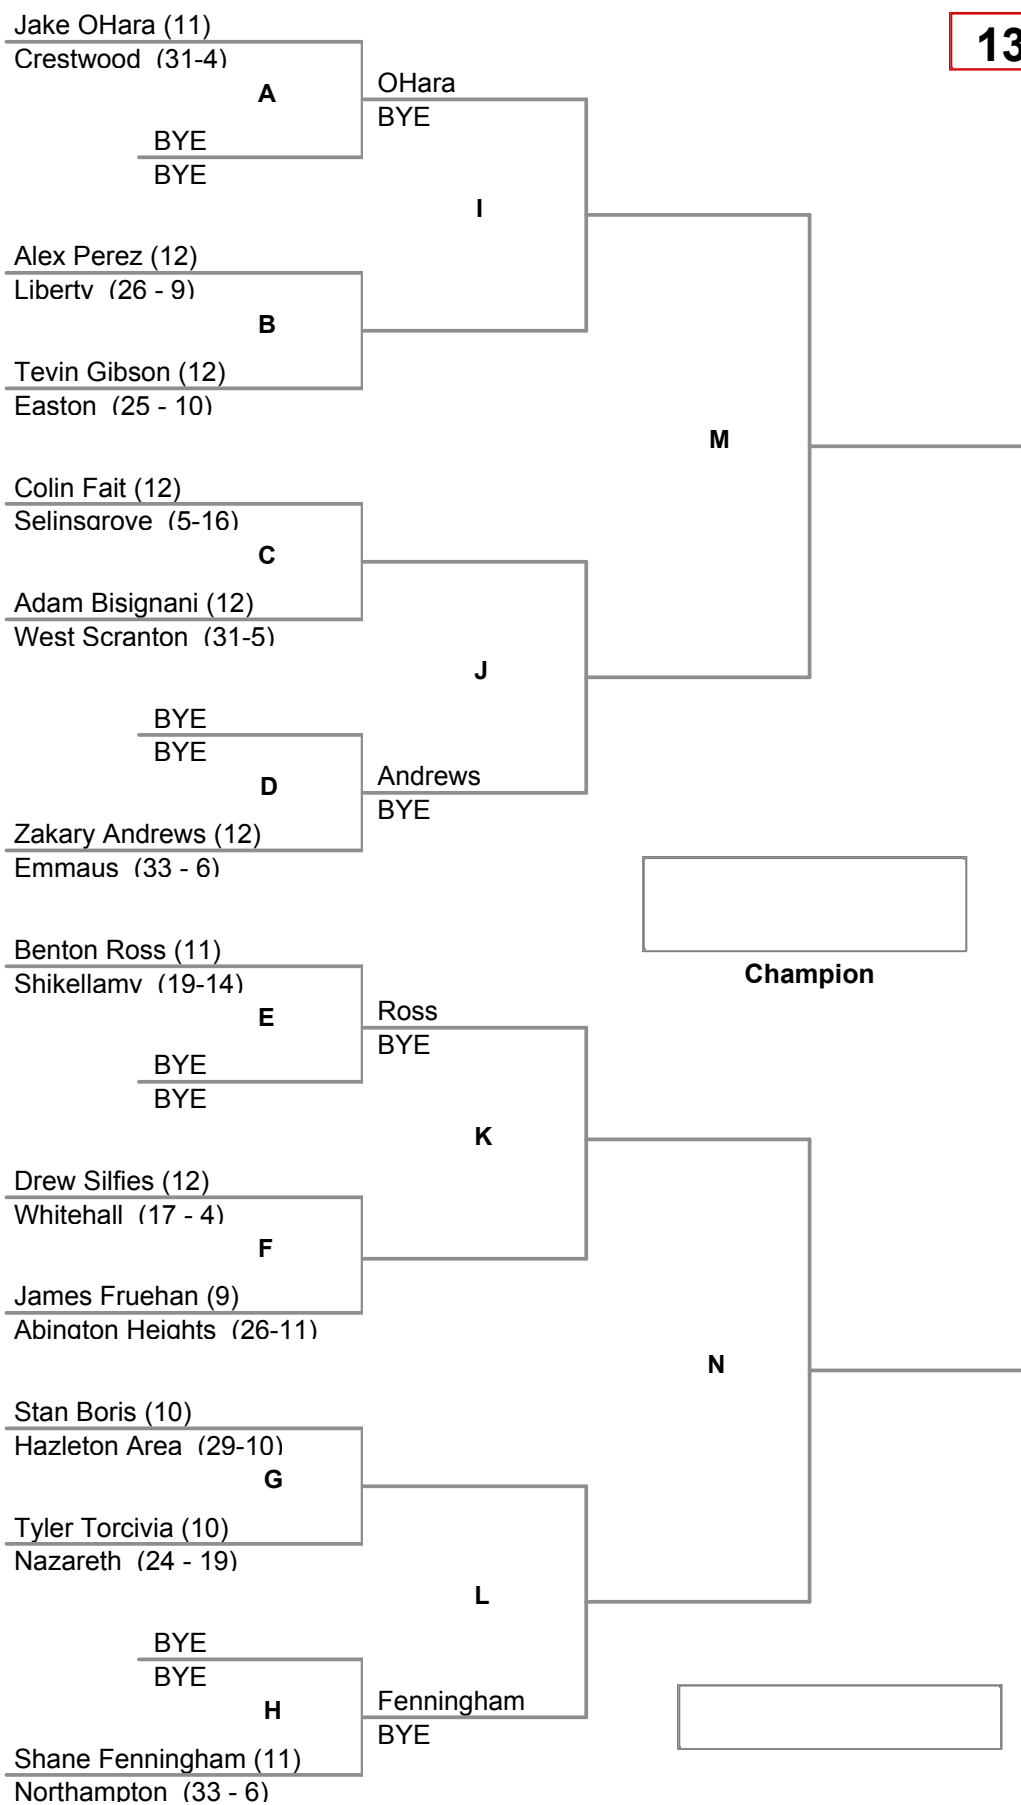 Jake OHara (11)
13
Crestwood (31-4)
OHara
A
BYE
BYE
BYE
I
Alex Perez (12)
Liberty (26 - 9)
B
Tevin Gibson (12)
Easton (25 - 10)
M
Colin Fait (12)
Selinsgrove (5-16)
C
Adam Bisignani (12)
West Scranton (31-5)
J
BYE
BYE
Andrews
D
BYE
Zakary Andrews (12)
Emmaus (33 - 6)
Benton Ross (11)
Champion
Shikellamy (19-14)
Ross
E
BYE
BYE
BYE
K
Drew Silfies (12)
Whitehall (17 - 4)
F
James Fruehan (9)
Abington Heights (26-11)
N
Stan Boris (10)
Hazleton Area (29-10)
G
Tyler Torcivia (10)
Nazareth (24 - 19)
L
BYE
BYE
Fenningham
H
BYE
Shane Fenningham (11)
Northampton (33 - 6)